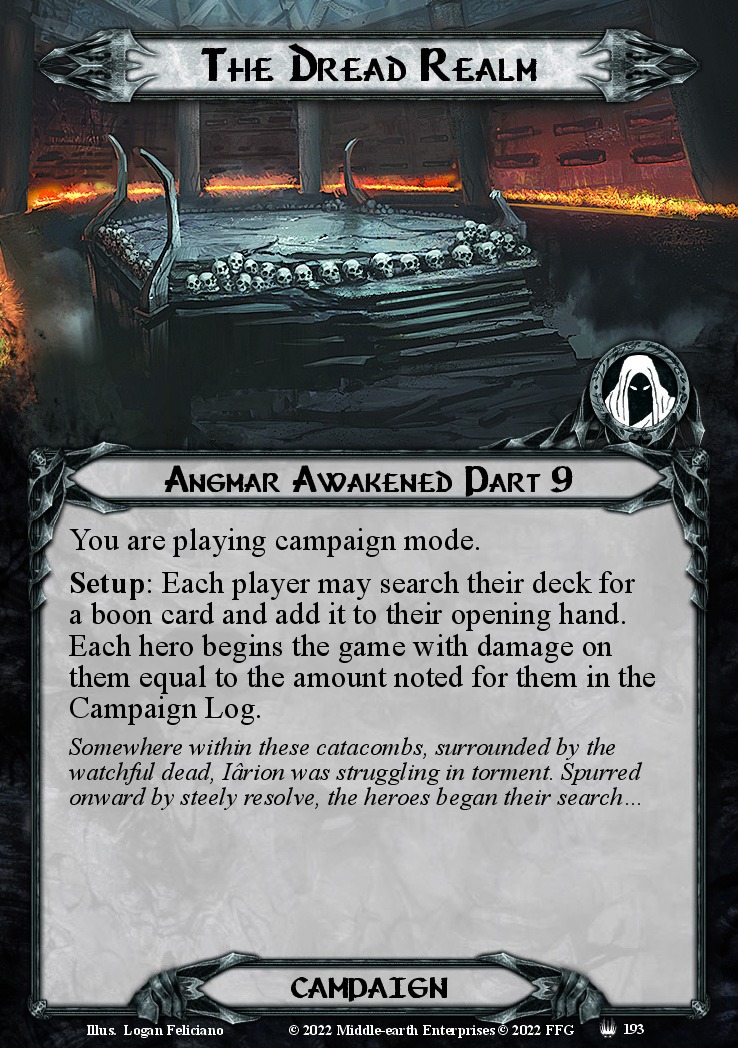 The Dread Realm
Angmar Awakened Part 9
You are playing campaign mode.
Setup: Each player may search their deck for
a boon card and add it to their opening hand.
Each hero begins the game with damage on
them equal to the amount noted for them in the
Campaign Log.
Somewhere within these catacombs, surrounded by the
watchful dead, Iârion was struggling in torment. Spurred
onward by steely resolve, the heroes began their search...
CAMPAIGN
Illus. Logan Feliciano © 2022 Middle-earth Enterprises © 2022 FFG 193